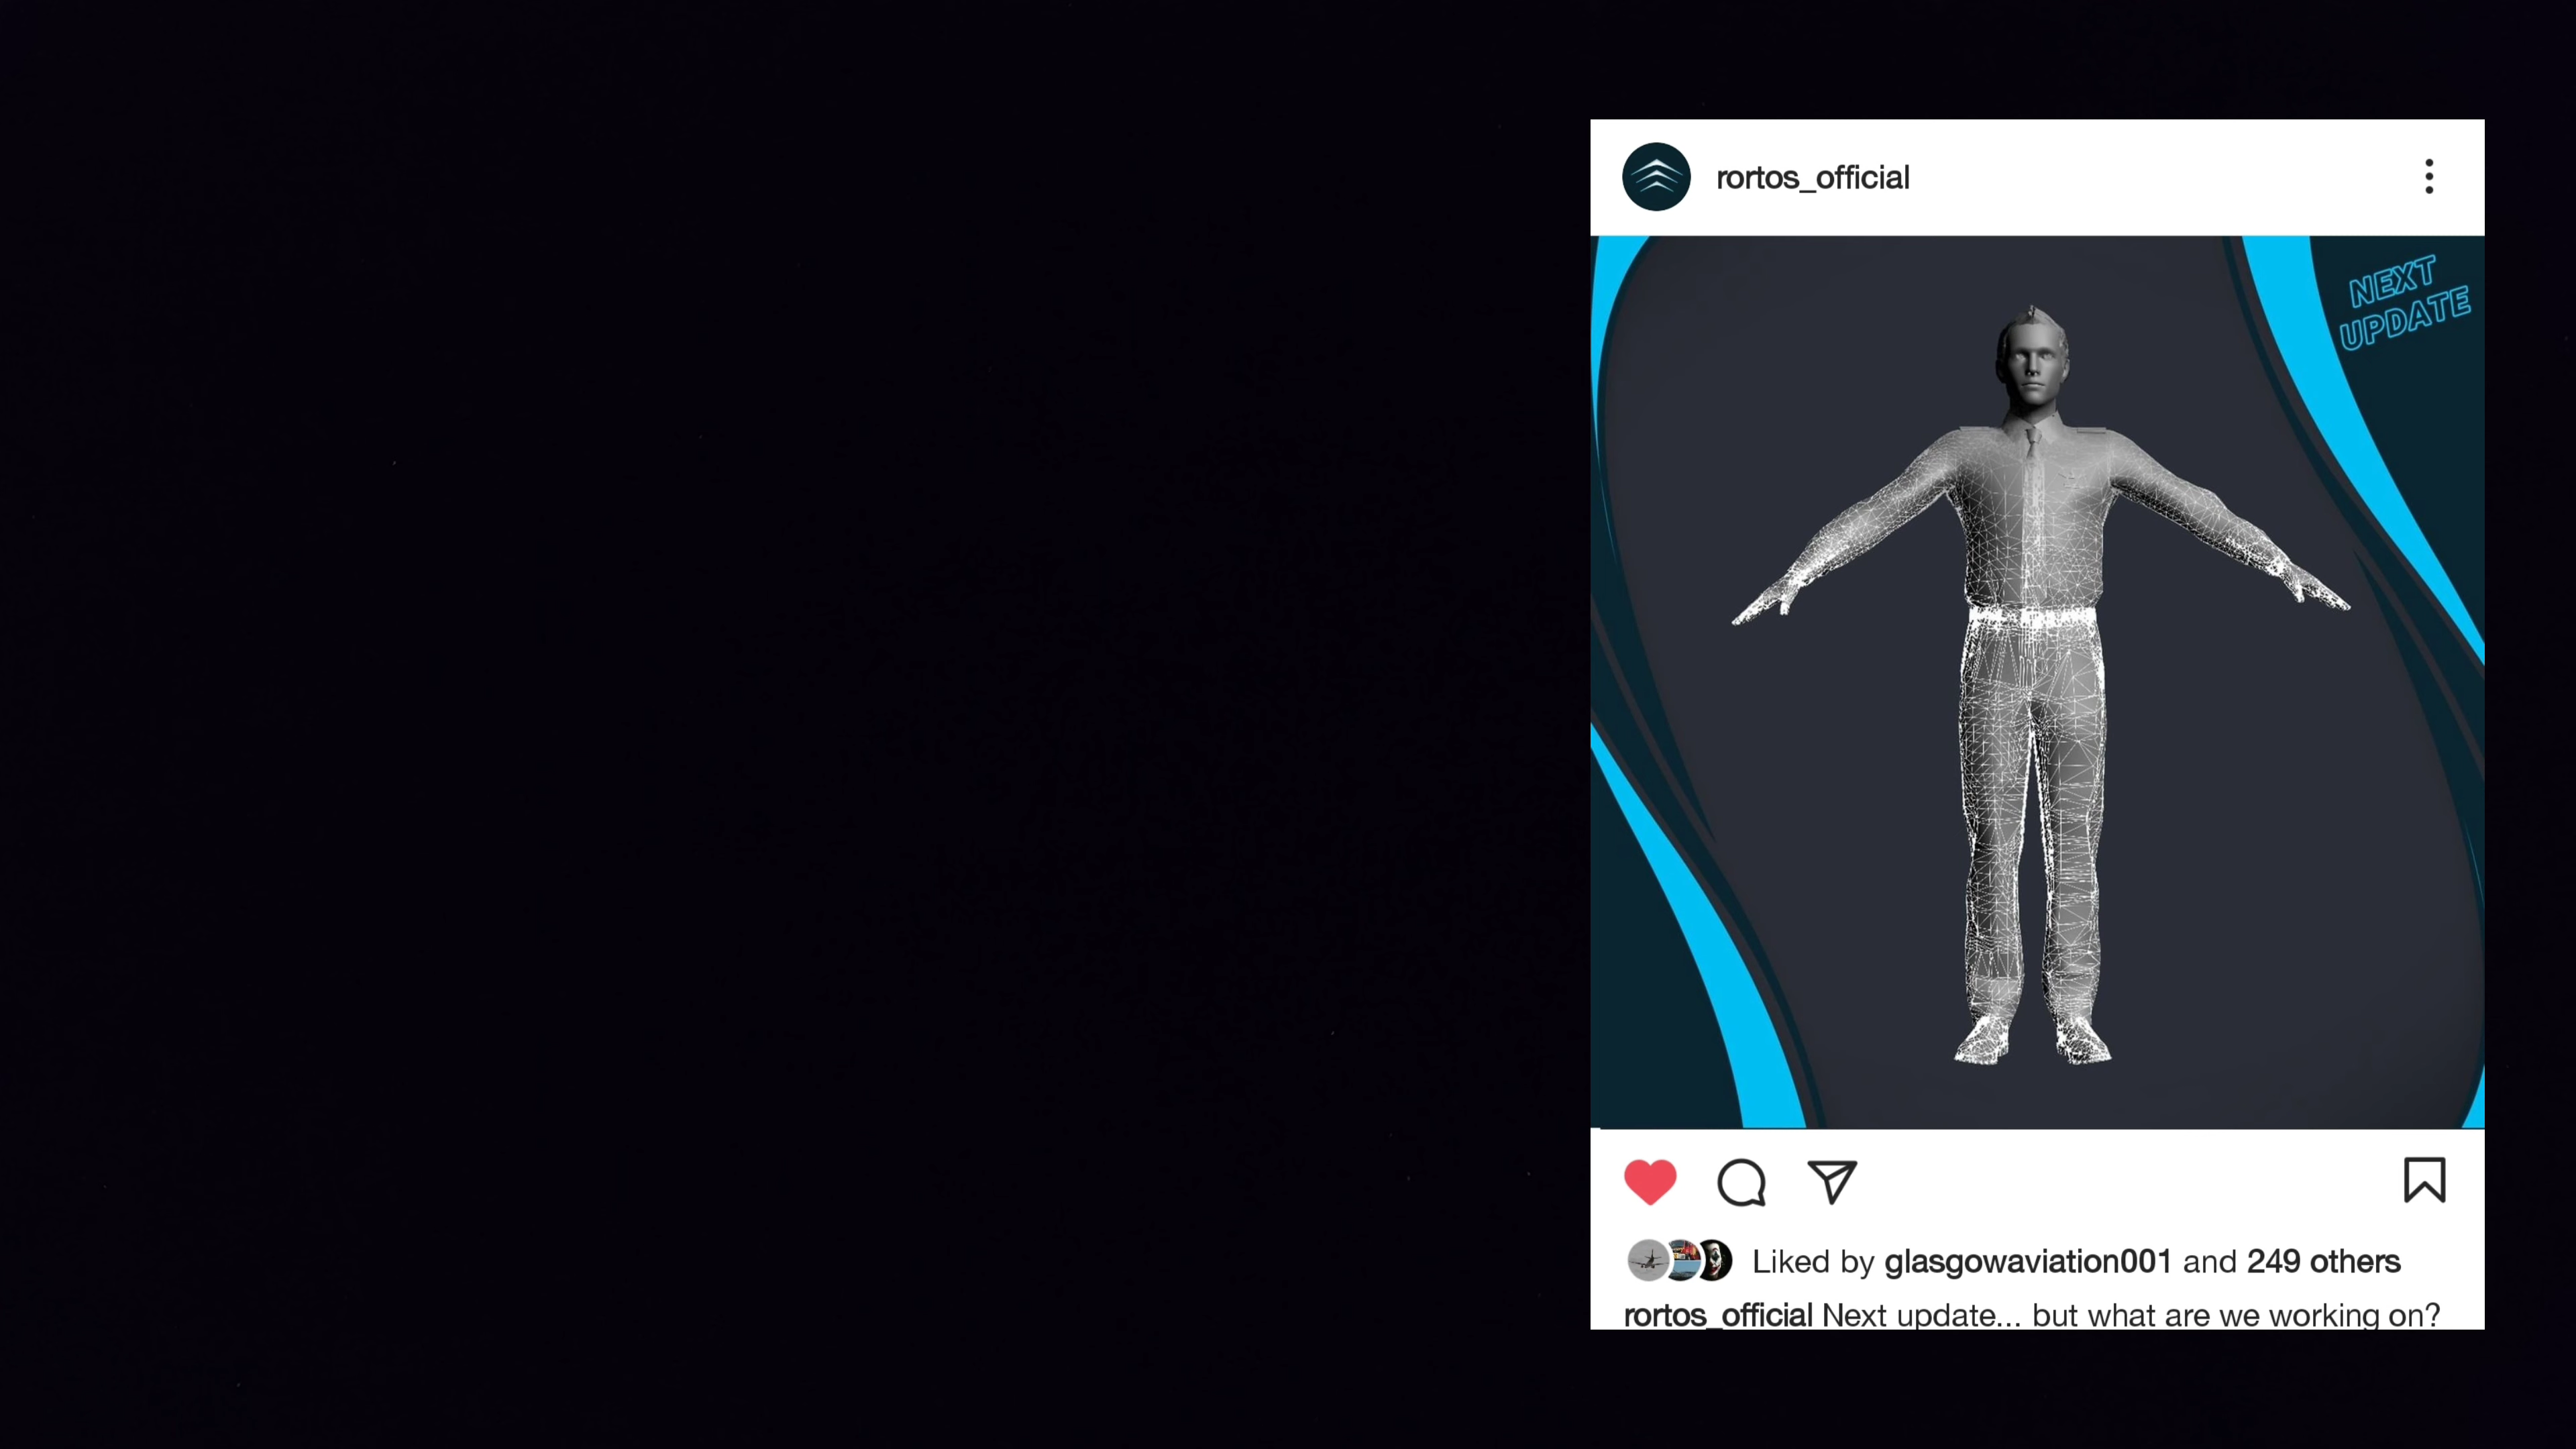 rortos_official
NEXT
UPDATE
Liked by glasgowaviation001 and 249 others
rortos_official Next update... but what are we working on?